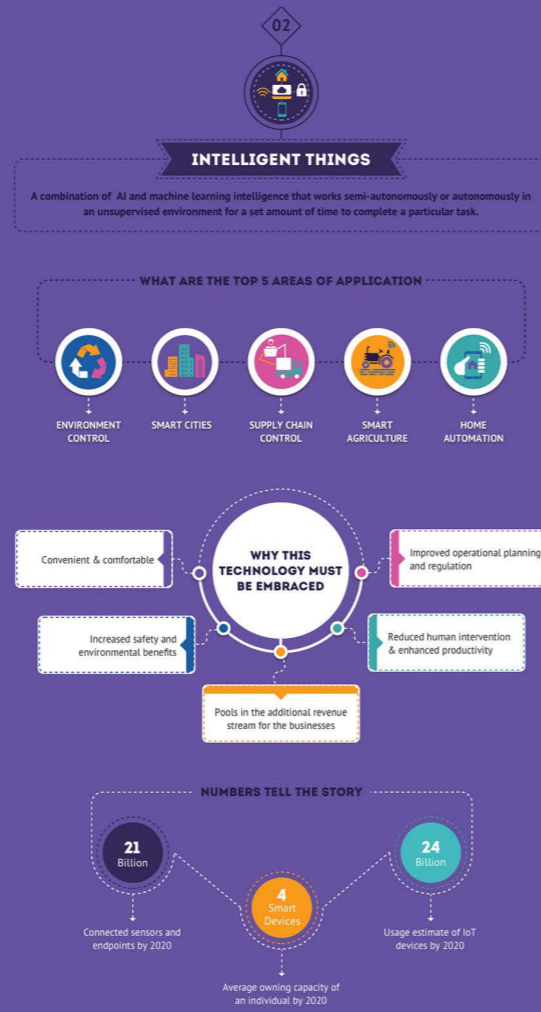 02
INTELLIGENT THINGS
A combination of AI and machine learning intelligence that works semi-autonomously or autonomously in
an unsupervised environment for a set amount of time to complete a particular task.
WHAT ARE THE TOP 5 AREAS OF APPLICATION
ENVIRONMENT
CONTROL
SMART CITIES
SUPPLY CHAIN
CONTROL
SMART
AGRICULTURE
HOME
AUTOMATION
WHY THIS
TECHNOLOGY MUST
BE EMBRACED
Convenient & comfortable
Improved operational planning
and regulation
Increased safety and
environmental benefits
Reduced human intervention
& enhanced productivity
Pools in the additional revenue
stream for the businesses
NUMBERS TELL THE STORY
21
Billion
Connected sensors and
endpoints by 2020
4
Smart
Devices
Average owning capacity of
an individual by 2020
24
Billion
Usage estimate of IoT
devices by 2020